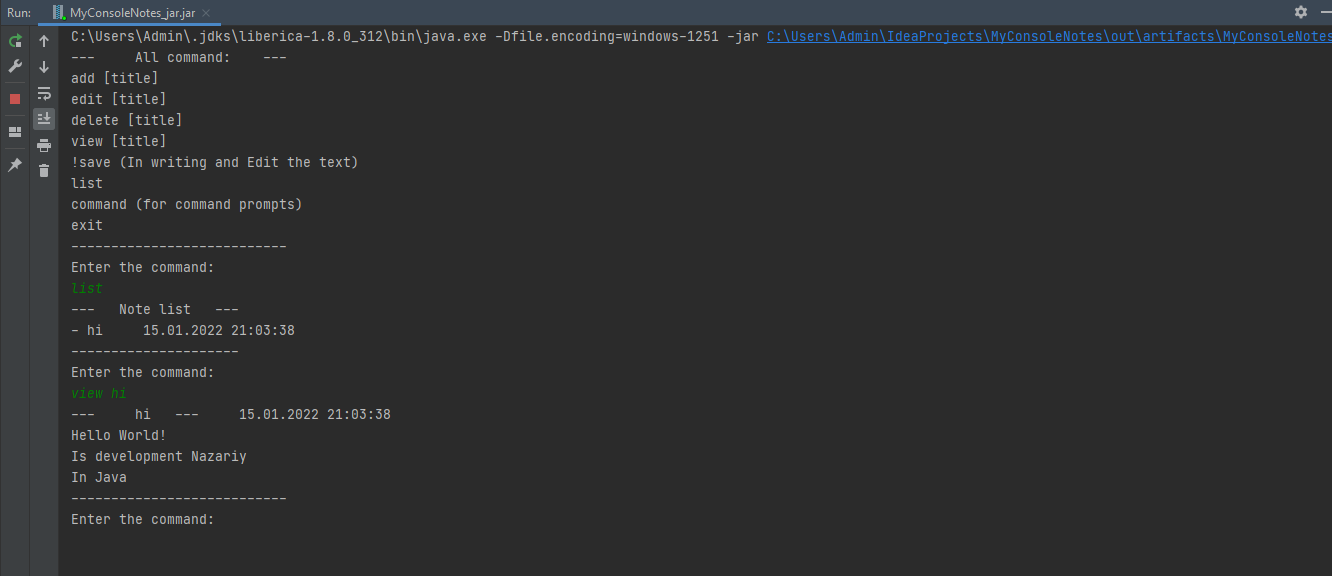 Run: MyConsoleNotes_jar.jar
C:\Users\Admin\.jdks\liberica-1.8.0_312\bin\java.exe -Dfile.encoding=windows-1251 -jar C:\Users\Admin\IdeaProjects\MyConsoleNotes\out\artifacts\MyConsoleNotes
---     All command:    ---
add [title]
edit [title]
delete [title]
view [title]
!save (In writing and Edit the text)
list
command (for command prompts)
exit
---------------------------
Enter the command:
list
---   Note list   ---
- hi     15.01.2022 21:03:38
---------------------
Enter the command:
view hi
---     hi   ---     15.01.2022 21:03:38
Hello World!
Is development Nazariy
In Java
---------------------------
Enter the command: